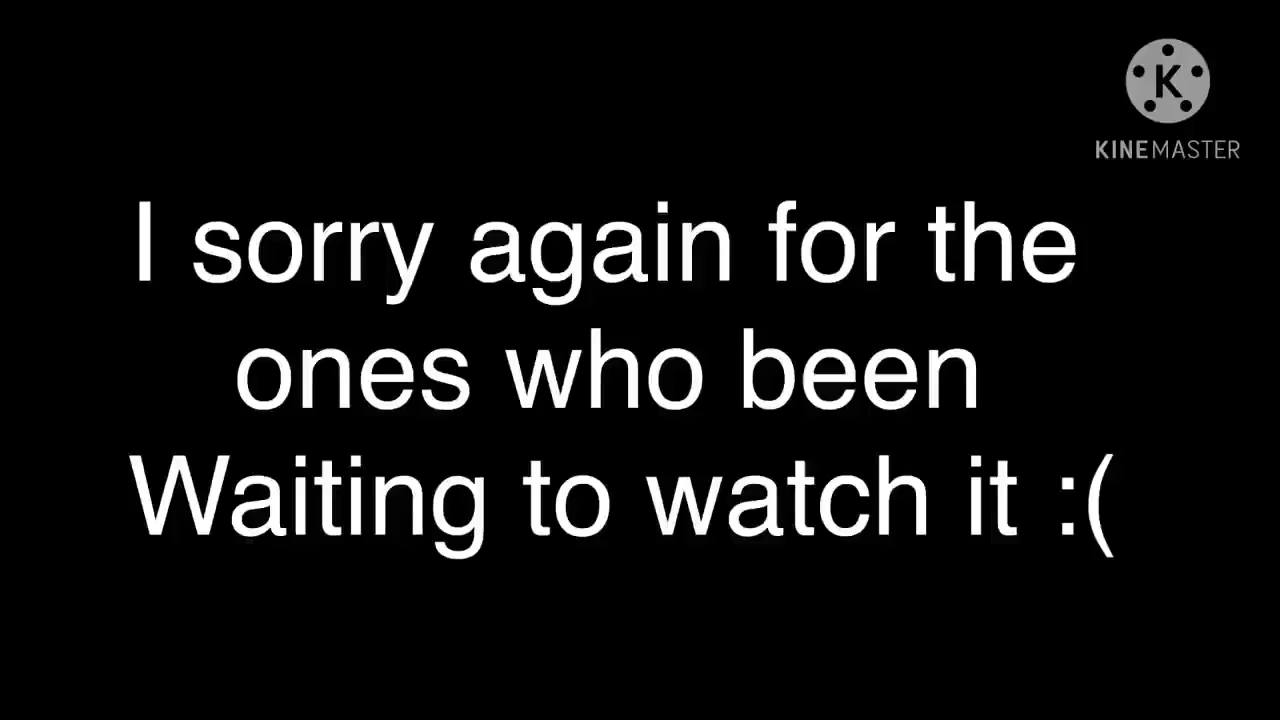 K
KINEMASTER
I sorry again for the
ones who been
Waiting to watch it :(